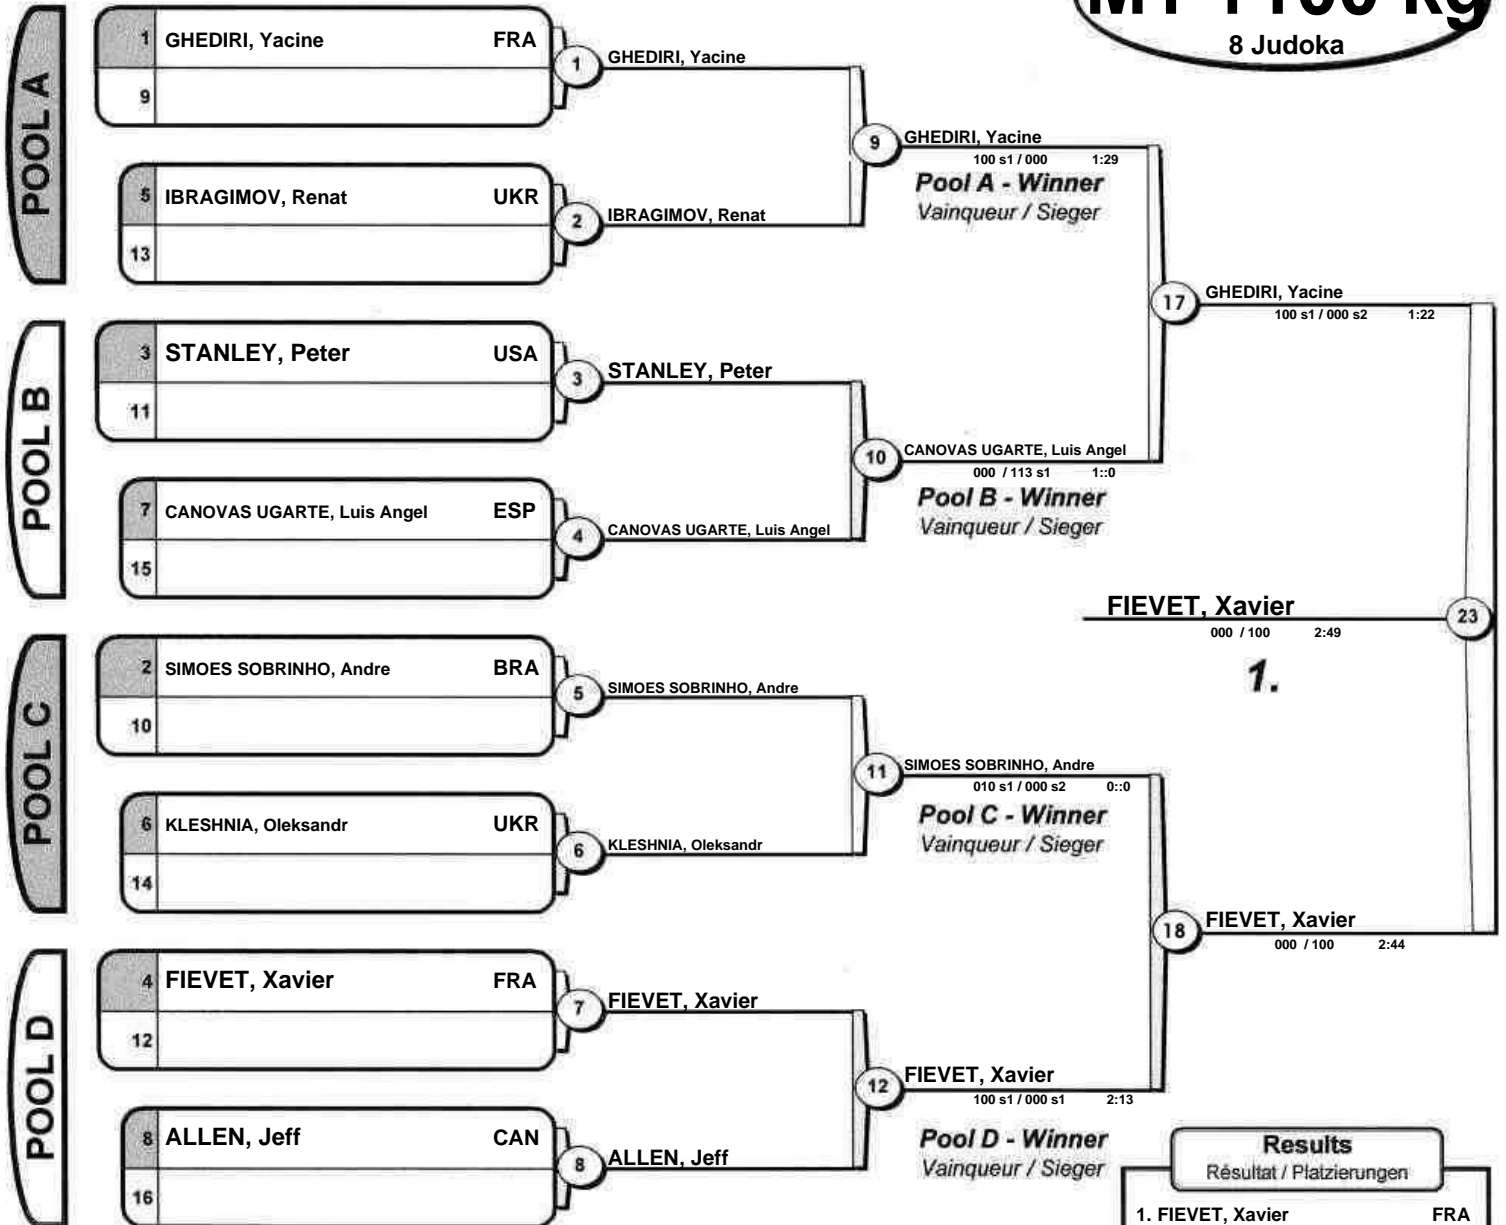 8 Judoka
POOL A
1 GHEDIRI, Yacine FRA
9
1 GHEDIRI, Yacine
5 IBRAGIMOV, Renat UKR
13
2 IBRAGIMOV, Renat
9 GHEDIRI, Yacine
100 s1 / 000 1:29
Pool A - Winner
Vainqueur / Sieger
POOL B
3 STANLEY, Peter USA
11
3 STANLEY, Peter
7 CANOVAS UGARTE, Luis Angel ESP
15
4 CANOVAS UGARTE, Luis Angel
10 CANOVAS UGARTE, Luis Angel
000 / 113 s1 1::0
Pool B - Winner
Vainqueur / Sieger
17 GHEDIRI, Yacine
100 s1 / 000 s2 1:22
FIEVET, Xavier 23
000 / 100 2:49
1.
POOL C
2 SIMOES SOBRINHO, Andre BRA
10
5 SIMOES SOBRINHO, Andre
6 KLESHNIA, Oleksandr UKR
14
6 KLESHNIA, Oleksandr
11 SIMOES SOBRINHO, Andre
010 s1 / 000 s2 0::0
Pool C - Winner
Vainqueur / Sieger
18 FIEVET, Xavier
000 / 100 2:44
POOL D
4 FIEVET, Xavier FRA
12
7 FIEVET, Xavier
8 ALLEN, Jeff CAN
16
8 ALLEN, Jeff
12 FIEVET, Xavier
100 s1 / 000 s1 2:13
Pool D - Winner
Vainqueur / Sieger
Results
Résultat / Platzierungen
1. FIEVET, Xavier FRA